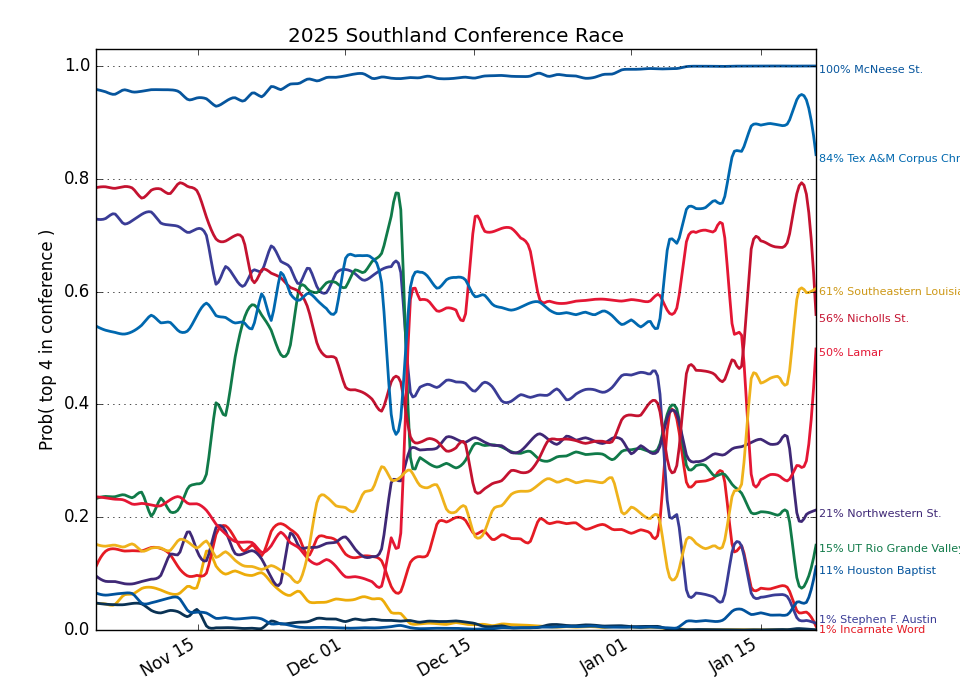 2025 Southland Conference Race
Prob( top 4 in conference )
1.0
0.8
0.6
0.4
0.2
0.0
Nov 15
Dec 01
Dec 15
Jan 01
Jan 15
100% McNeese St.
84% Tex A&M Corpus Chr
61% Southeastern Louisia
56% Nicholls St.
50% Lamar
21% Northwestern St.
15% UT Rio Grande Valley
11% Houston Baptist
1% Stephen F. Austin
1% Incarnate Word